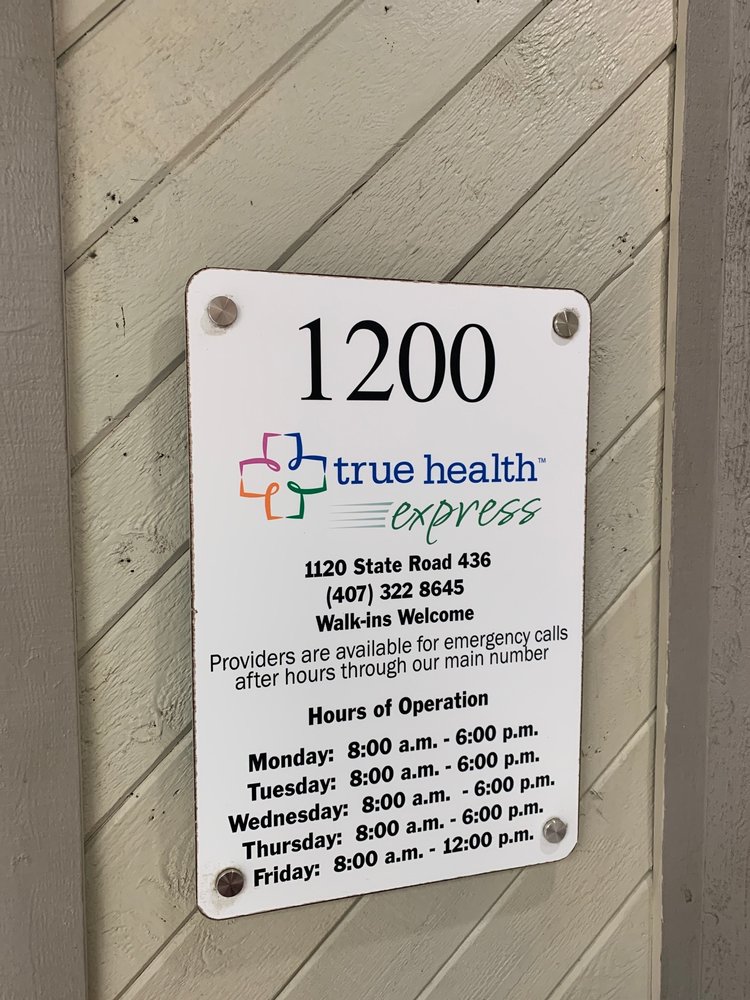 1200
true health™
express
1120 State Road 436
(407) 322 8645
Walk-ins Welcome
Providers are available for emergency calls
after hours through our main number
Hours of Operation
Monday: 8:00 a.m. - 6:00 p.m.
Tuesday: 8:00 a.m. - 6:00 p.m.
Wednesday: 8:00 a.m. - 6:00 p.m.
Thursday: 8:00 a.m. - 6:00 p.m.
Friday: 8:00 a.m. - 12:00 p.m.